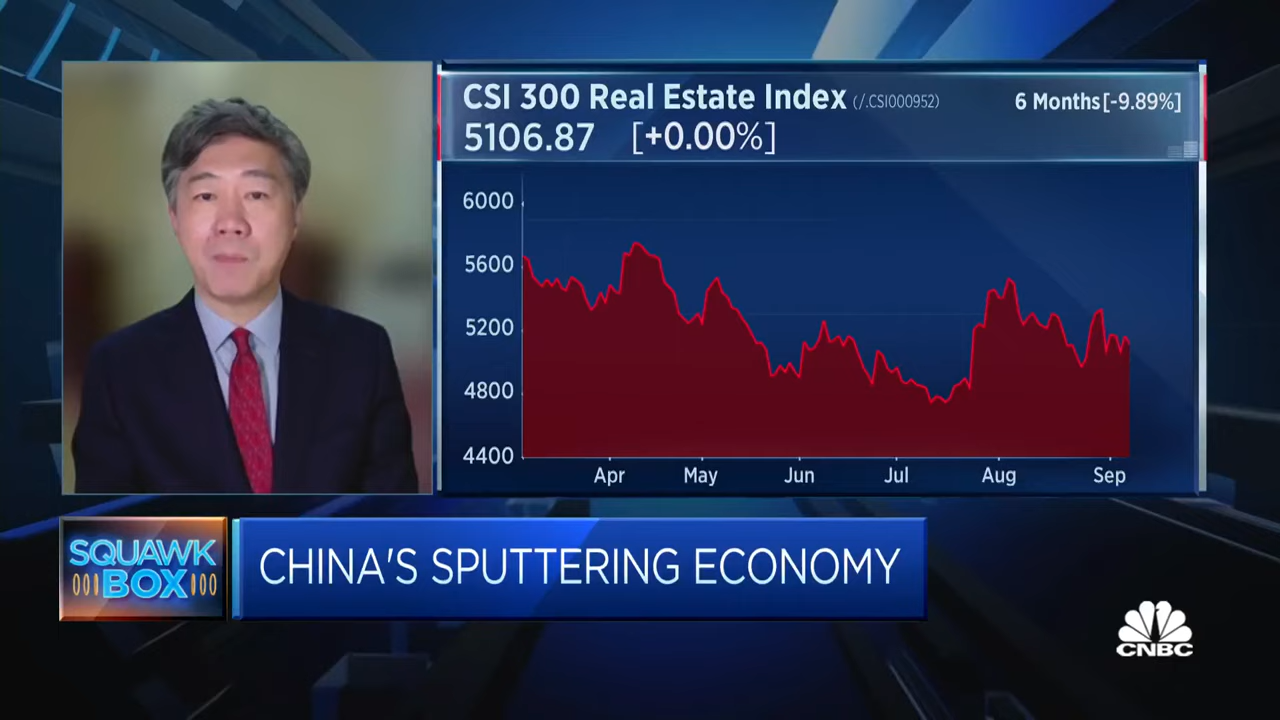 CSI 300 Real Estate Index (/.CSI000952) 6 Months [-9.89%]
5106.87 [+0.00%]
6000
5600
5200
4800
4400
Apr May Jun Jul Aug Sep
SQUAWK
BOX
CHINA'S SPUTTERING ECONOMY
CNBC